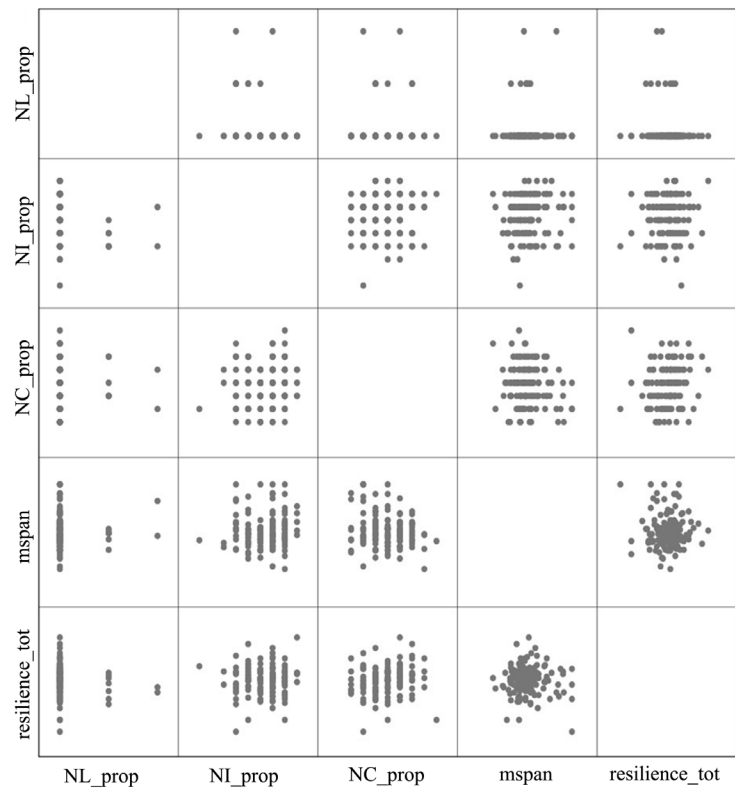 NL_prop
NI_prop
NC_prop
mspan
resilience_tot
NL_prop NI_prop NC_prop mspan resilience_tot